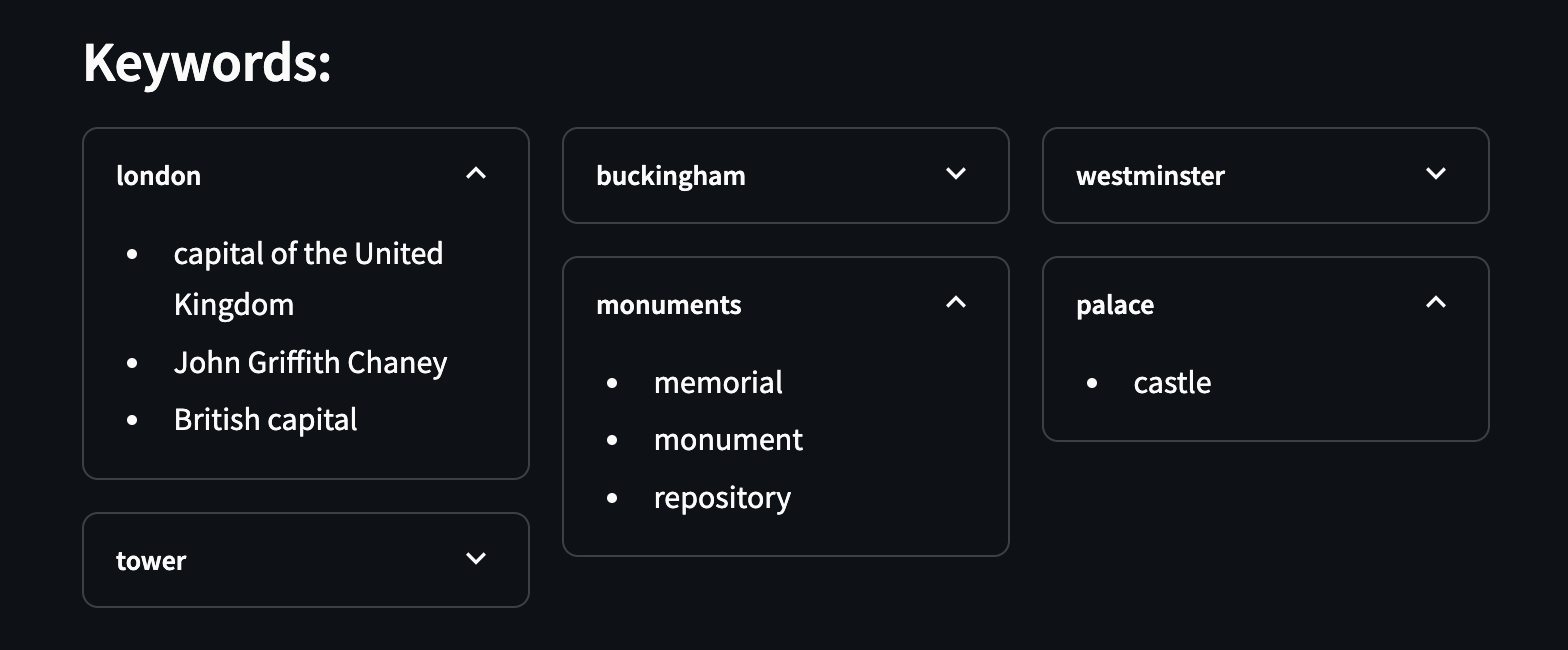 Keywords:
london
capital of the United
Kingdom
John Griffith Chaney
British capital
tower
buckingham
monuments
memorial
monument
repository
westminster
palace
castle